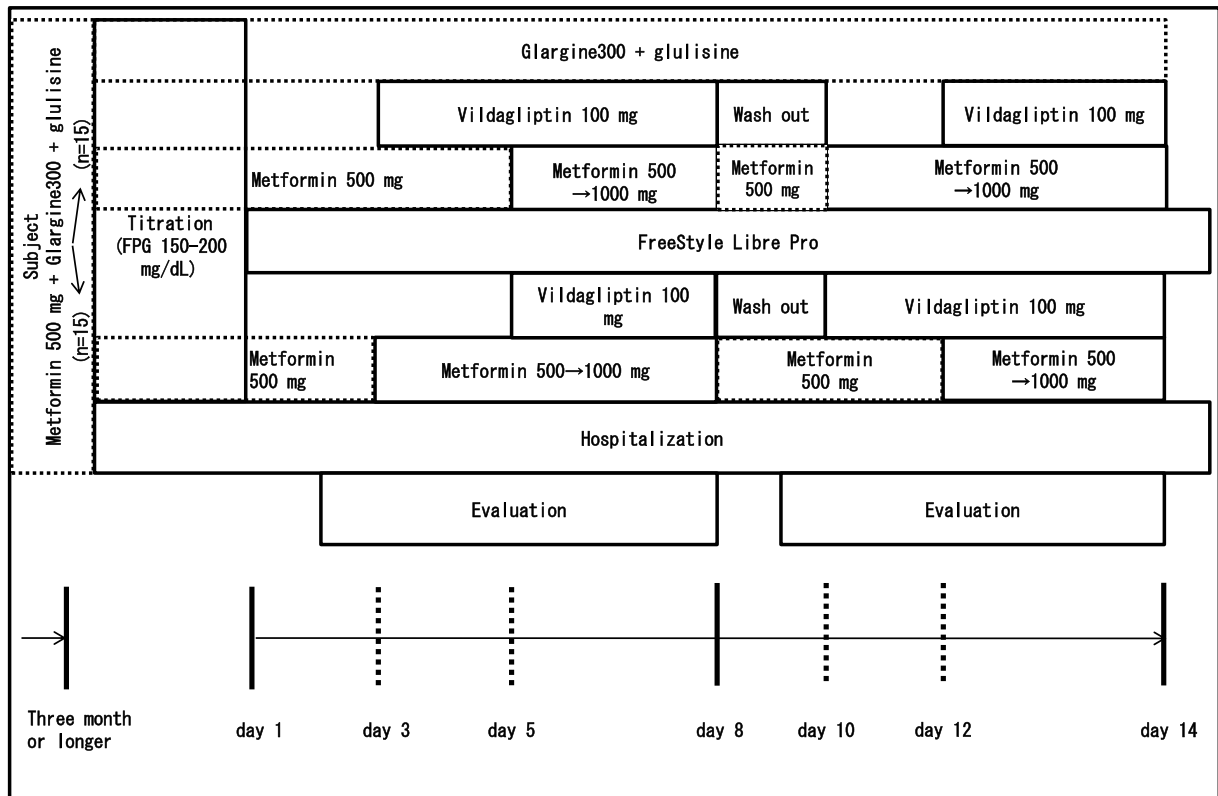 Subject
Metformin 500 mg + Glargine300 + glulisine
(n=15)
(n=15)
Titration
(FPG 150-200
mg/dL)
Glargine300 + glulisine
Vildagliptin 100 mg
Wash out
Vildagliptin 100 mg
Metformin 500 mg
Metformin 500
→1000 mg
Metformin
500 mg
Metformin 500
→1000 mg
FreeStyle Libre Pro
Vildagliptin 100
mg
Wash out
Vildagliptin 100 mg
Metformin
500 mg
Metformin 500→1000 mg
Metformin
500 mg
Metformin 500
→1000 mg
Hospitalization
Evaluation
Evaluation
Three month
or longer
day 1
day 3
day 5
day 8
day 10
day 12
day 14